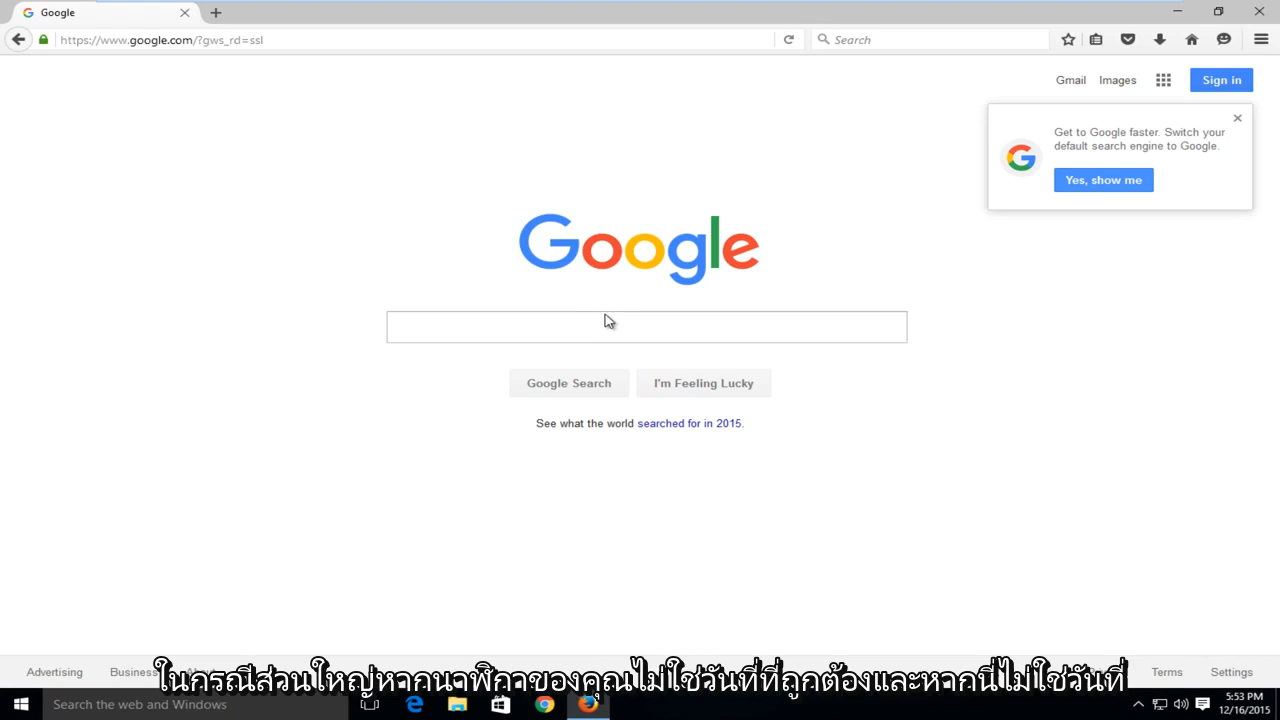 Google
https://www.google.com/?gws_rd=ssl
Search
Gmail
Images
Sign in
Get to Google faster. Switch your
default search engine to Google.
Yes, show me
Google
Google Search
I'm Feeling Lucky
See what the world searched for in 2015.
Advertising
Business
About
Terms
Settings
ในกรณีส่วนใหญ่หากนาฬิกาของคุณไม่ใช่วันที่ที่ถูกต้องและหากนี่ไม่ใช่วันที่
Search the web and Windows
5:53 PM
12/16/2015